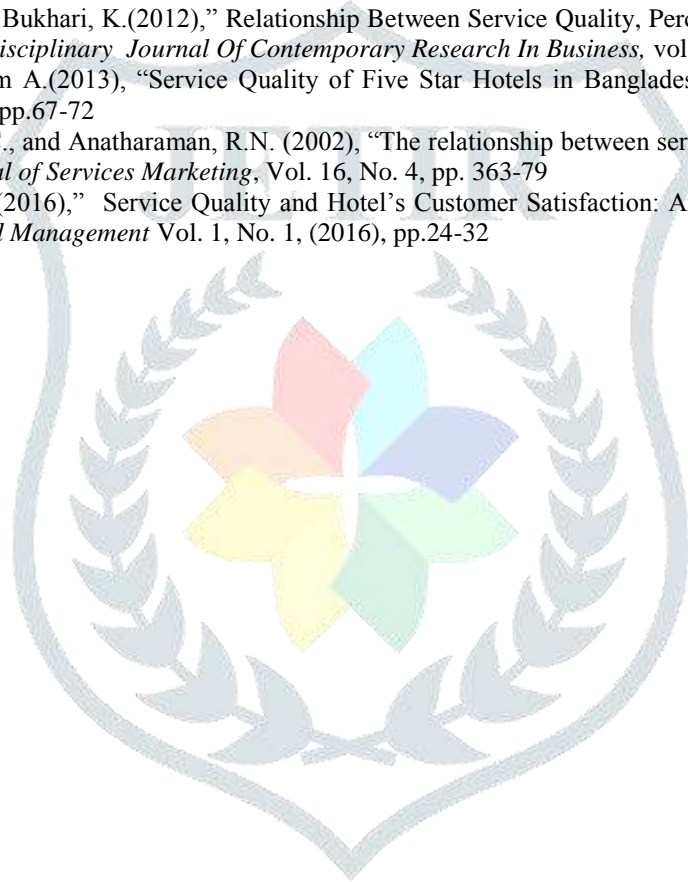 Bukhari, K.(2012),” Relationship Between Service Quality, Perc
isciplinary Journal Of Contemporary Research In Business, vol
m A.(2013), “Service Quality of Five Star Hotels in Banglades
pp.67-72
., and Anatharaman, R.N. (2002), “The relationship between ser
al of Services Marketing, Vol. 16, No. 4, pp. 363-79
(2016),” Service Quality and Hotel’s Customer Satisfaction: A
l Management Vol. 1, No. 1, (2016), pp.24-32
JETIR